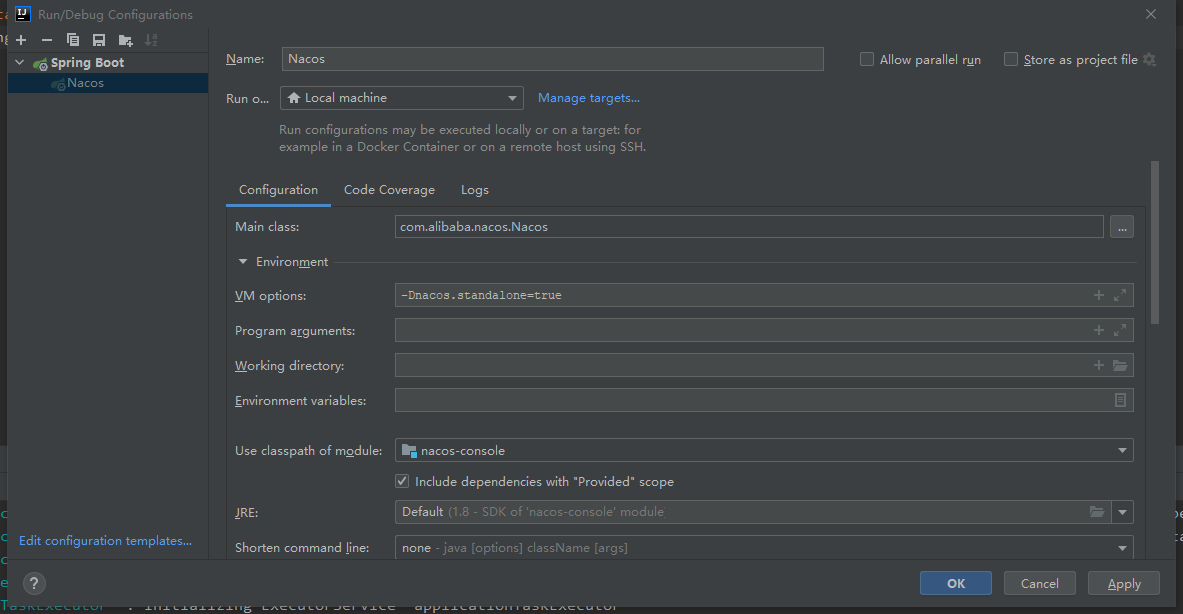 Run/Debug Configurations
Spring Boot
Nacos
Name:
Nacos
Allow parallel run
Store as project file
Run o...
Local machine
Manage targets...
Run configurations may be executed locally or on a target: for
example in a Docker Container or on a remote host using SSH.
Configuration
Code Coverage
Logs
Main class:
com.alibaba.nacos.Nacos
...
Environment
VM options:
-Dnacos.standalone=true
Program arguments:
Working directory:
Environment variables:
Use classpath of module:
nacos-console
Include dependencies with "Provided" scope
JRE:
Default (1.8 - SDK of 'nacos-console' module)
Shorten command line:
none - java [options] className [args]
Edit configuration templates...
?
OK
Cancel
Apply